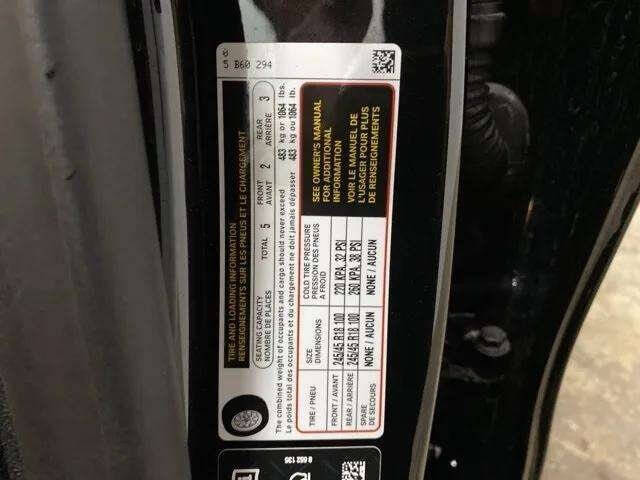 0
5 B60 294
TIRE AND LOADING INFORMATION
RENSEIGNEMENTS SUR LES PNEUS ET LE CHARGEMENT
SEATING CAPACITY
NOMBRE DE PLACES
TOTAL 5
FRONT
AVANT 2
REAR
ARRIÈRE 3
The combined weight of occupants and cargo should never exceed 483 kg or 1064 lbs.
Le poids total des occupants et du chargement ne doit jamais dépasser 483 kg ou 1064 lb.
TIRE / PNEU
SIZE
DIMENSIONS
COLD TIRE PRESSURE
PRESSION DES PNEUS
A FROID
FRONT / AVANT 245/45 R18 100 220 KPA, 32 PSI
REAR / ARRIÈRE 245/45 R18 100 260 KPA, 38 PSI
SPARE
DE SECOURS
NONE / AUCUN NONE / AUCUN
SEE OWNER'S MANUAL
FOR ADDITIONAL
INFORMATION
VOIR LE MANUEL DE
L'USAGER POUR PLUS
DE RENSEIGNEMENTS